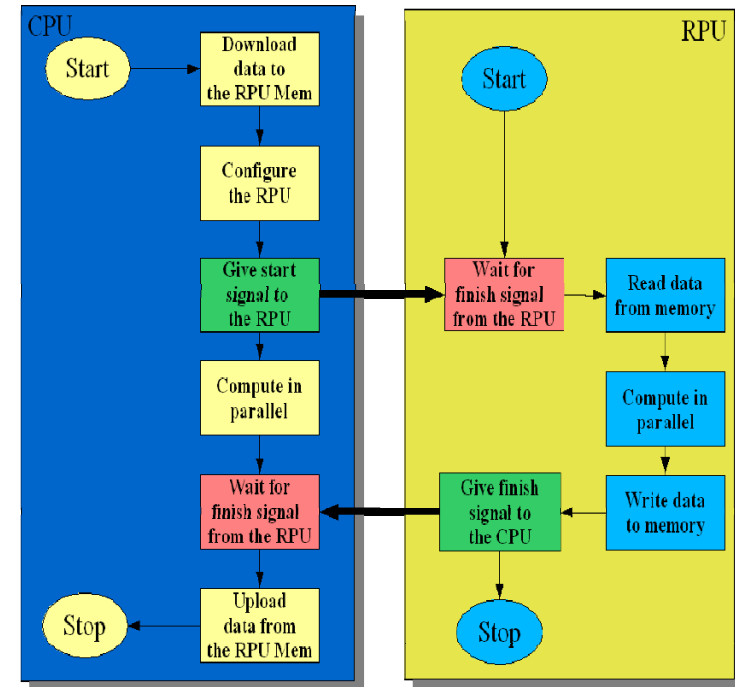 CPU
Start
Download
data to
the RPU Mem
Configure
the RPU
Give start
signal to
the RPU
Compute in
parallel
Wait for
finish signal
from the RPU
Upload
data from
the RPU Mem
Stop
RPU
Start
Wait for
finish signal
from the RPU
Read data
from memory
Compute in
parallel
Write data
to memory
Give finish
signal to
the CPU
Stop